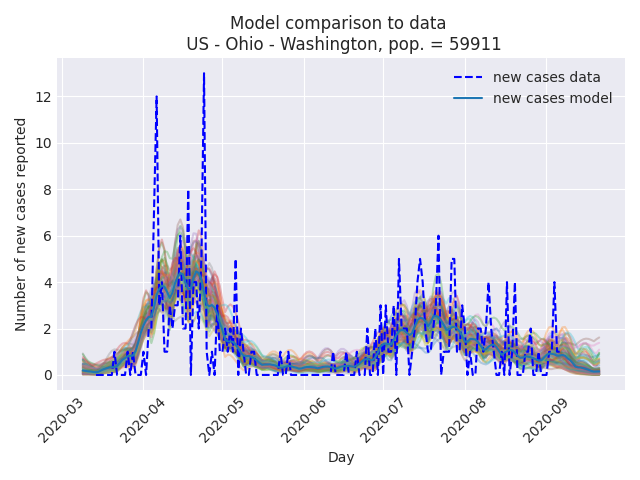 Model comparison to data
US - Ohio - Washington, pop. = 59911
new cases data
new cases model
Number of new cases reported
12
10
8
6
4
2
0
2020-03
2020-04
2020-05
2020-06
2020-07
2020-08
2020-09
Day